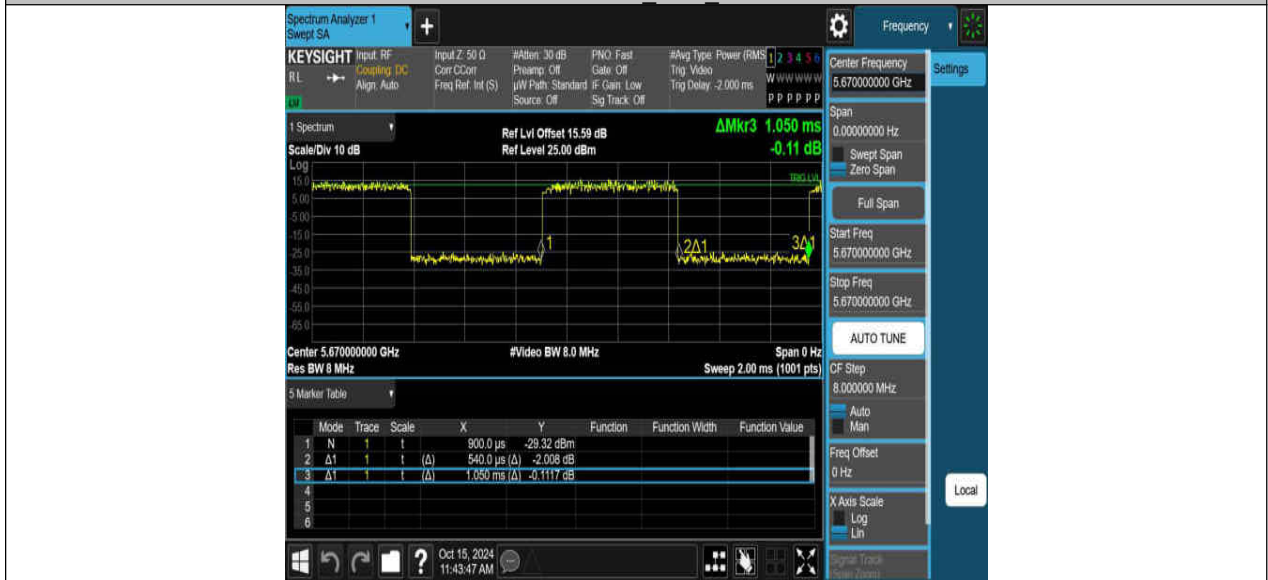 Spectrum Analyzer 1
Swept SA
+
Frequency
KEYSIGHT
RL
LM
Input: RF
Coupling: DC
Align: Auto
Input Z: 50 Ω
Corr CCorr
Freq Ref: Int (S)
#Atten: 30 dB
Preamp: Off
µW Path: Standard
Source: Off
PNO: Fast
Gate: Off
IF Gain: Low
Sig Track: Off
#Avg Type: Power (RMS
Trig: Video
Trig Delay: -2.000 ms
1 2 3 4 5 6
W W W W W W
P P P P P P
1 Spectrum
Scale/Div 10 dB
Ref Lvl Offset 15.59 dB
Ref Level 25.00 dBm
ΔMkr3 1.050 ms
-0.11 dB
Log
15.0
5.00
-5.00
-15.0
-25.0
-35.0
-45.0
-55.0
-65.0
TRIG LVL
1
2Δ1
3Δ1
Center 5.670000000 GHz
Res BW 8 MHz
#Video BW 8.0 MHz
Span 0 Hz
Sweep 2.00 ms (1001 pts)
5 Marker Table
Mode Trace Scale X Y Function Function Width Function Value
1 N 1 t 900.0 µs -29.32 dBm
2 Δ1 1 t (Δ) 540.0 µs (Δ) -2.008 dB
3 Δ1 1 t (Δ) 1.050 ms (Δ) -0.1117 dB
4
5
6
Center Frequency
5.670000000 GHz
Settings
Span
0.00000000 Hz
Swept Span
Zero Span
Full Span
Start Freq
5.670000000 GHz
Stop Freq
5.670000000 GHz
AUTO TUNE
CF Step
8.000000 MHz
Auto
Man
Freq Offset
0 Hz
X Axis Scale
Log
Lin
Signal Track
(Span Zoom)
Local
?
Oct 15, 2024
11:43:47 AM